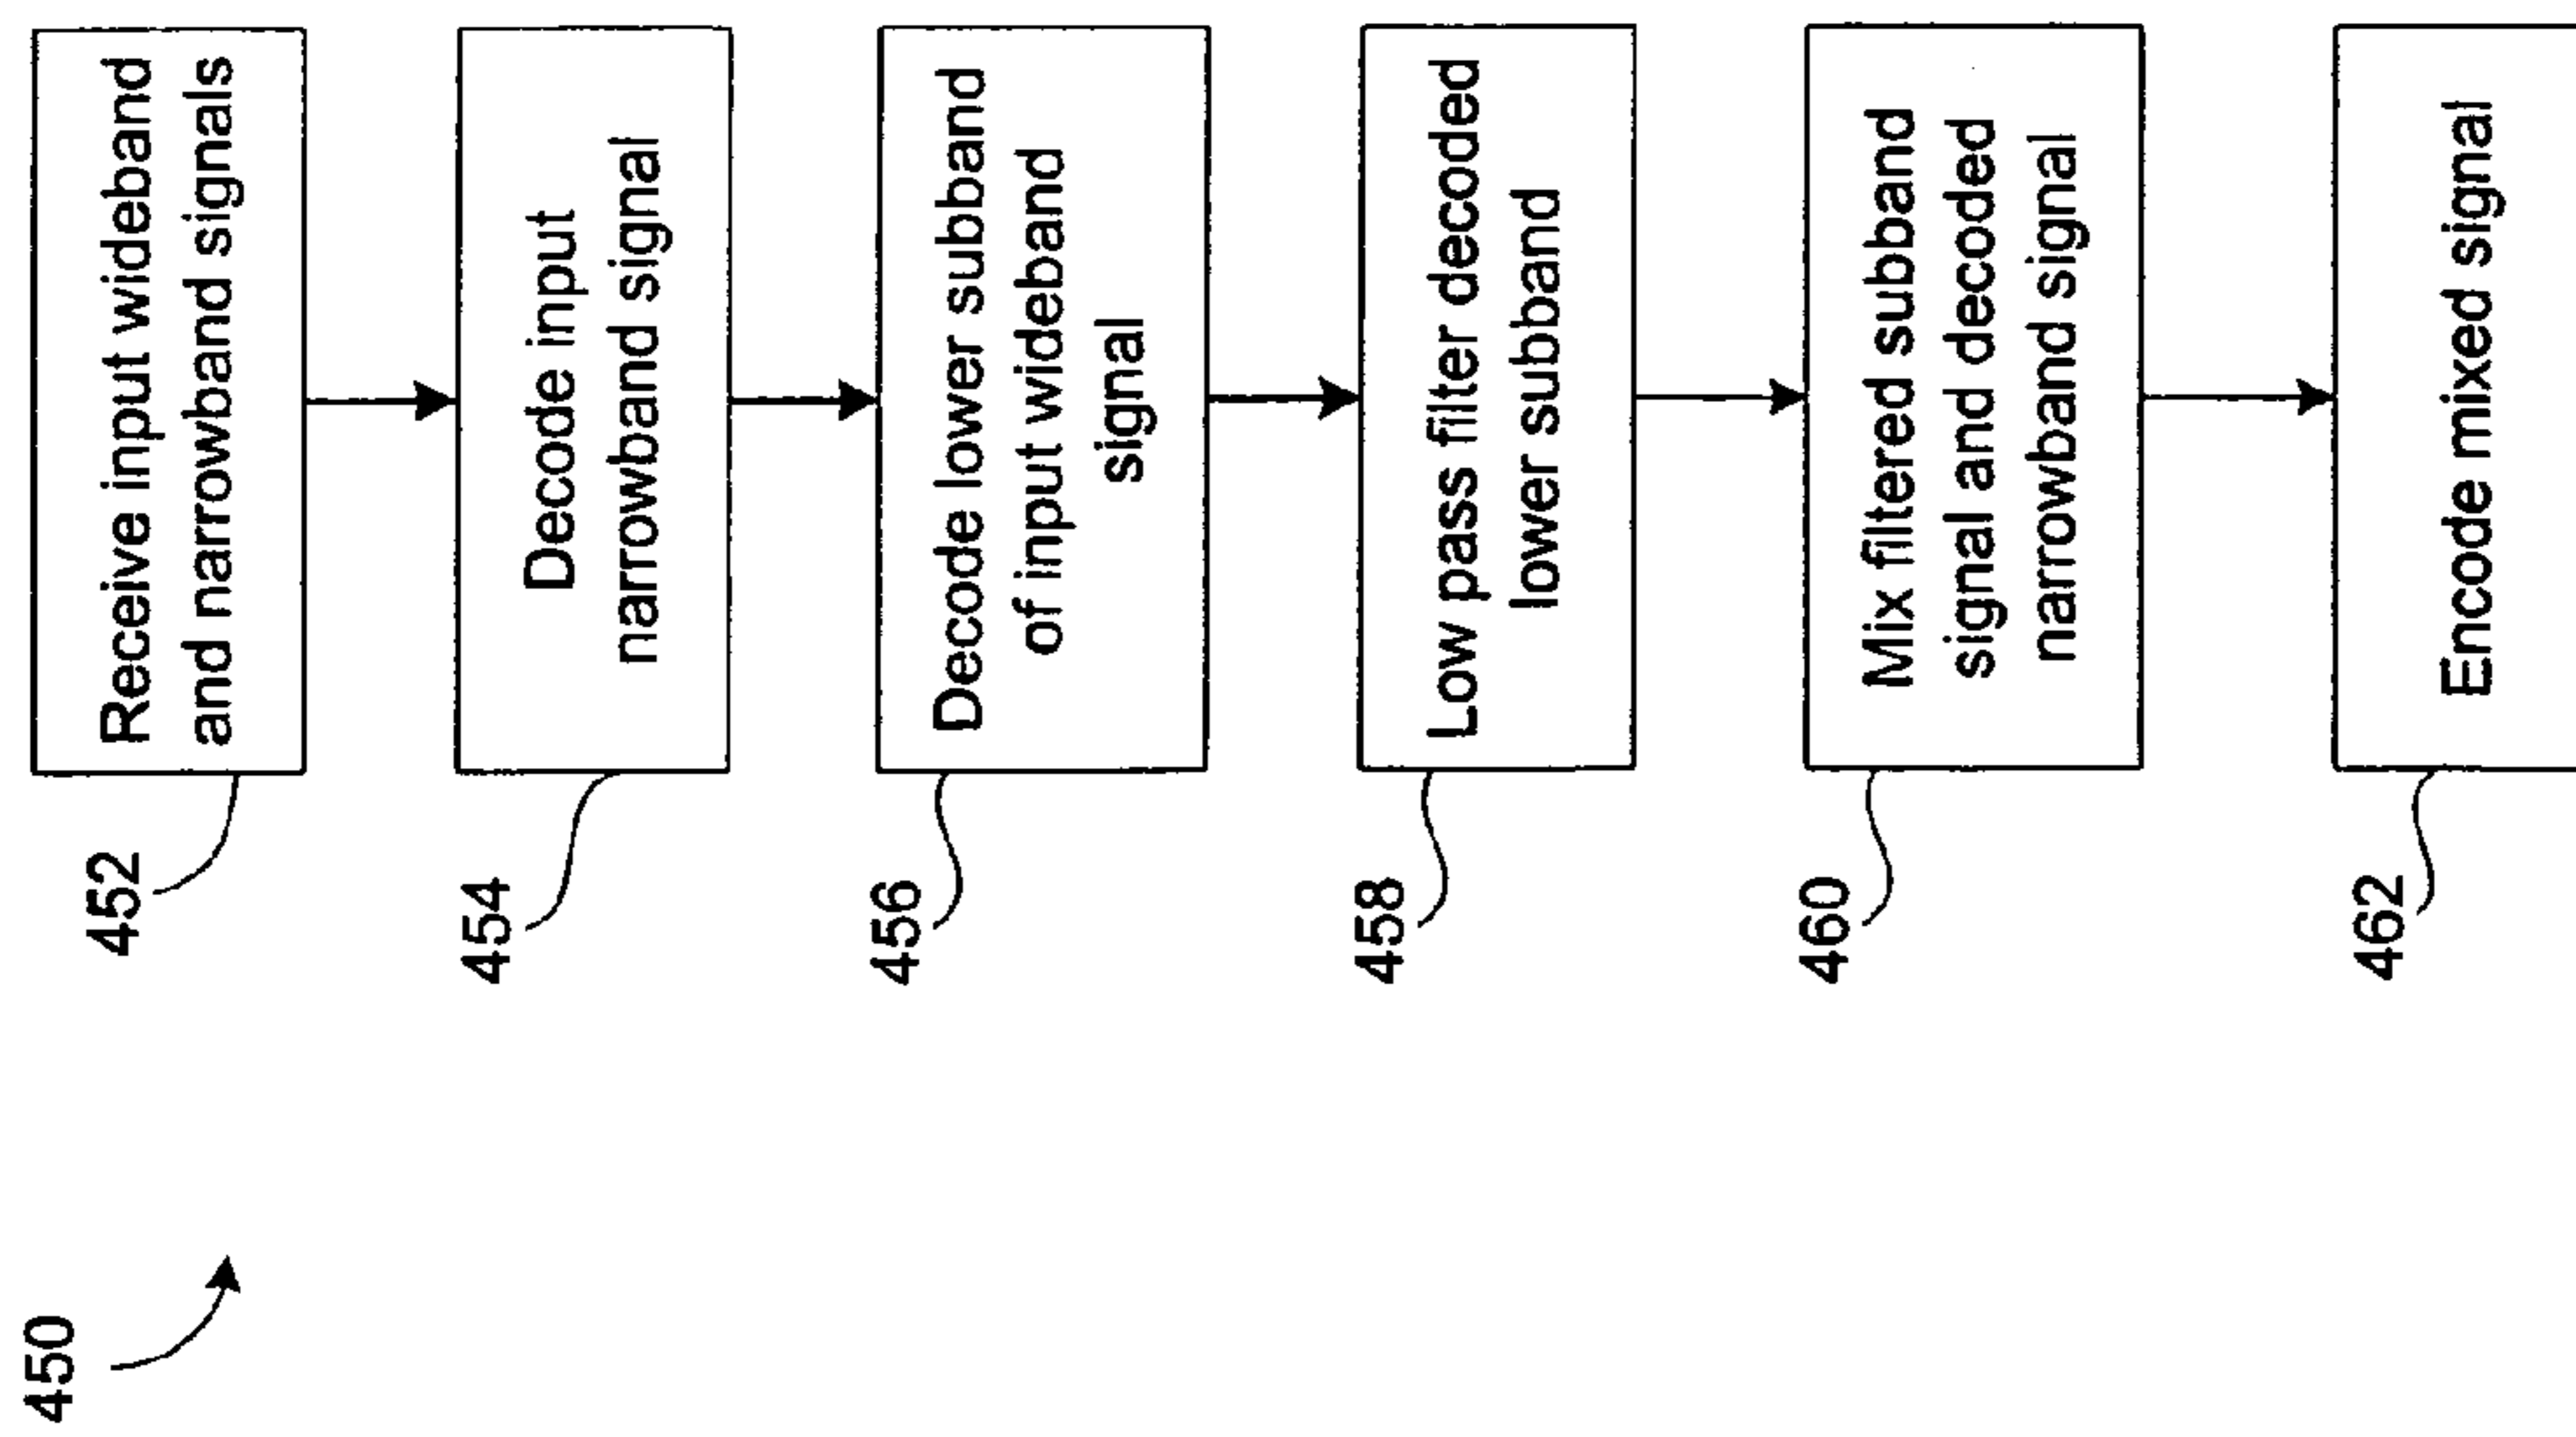 450
452
Receive input wideband
and narrowband signals
454
Decode input
narrowband signal
456
Decode lower subband
of input wideband
signal
458
Low pass filter decoded
lower subband
460
Mix filtered subband
signal and decoded
narrowband signal
462
Encode mixed signal